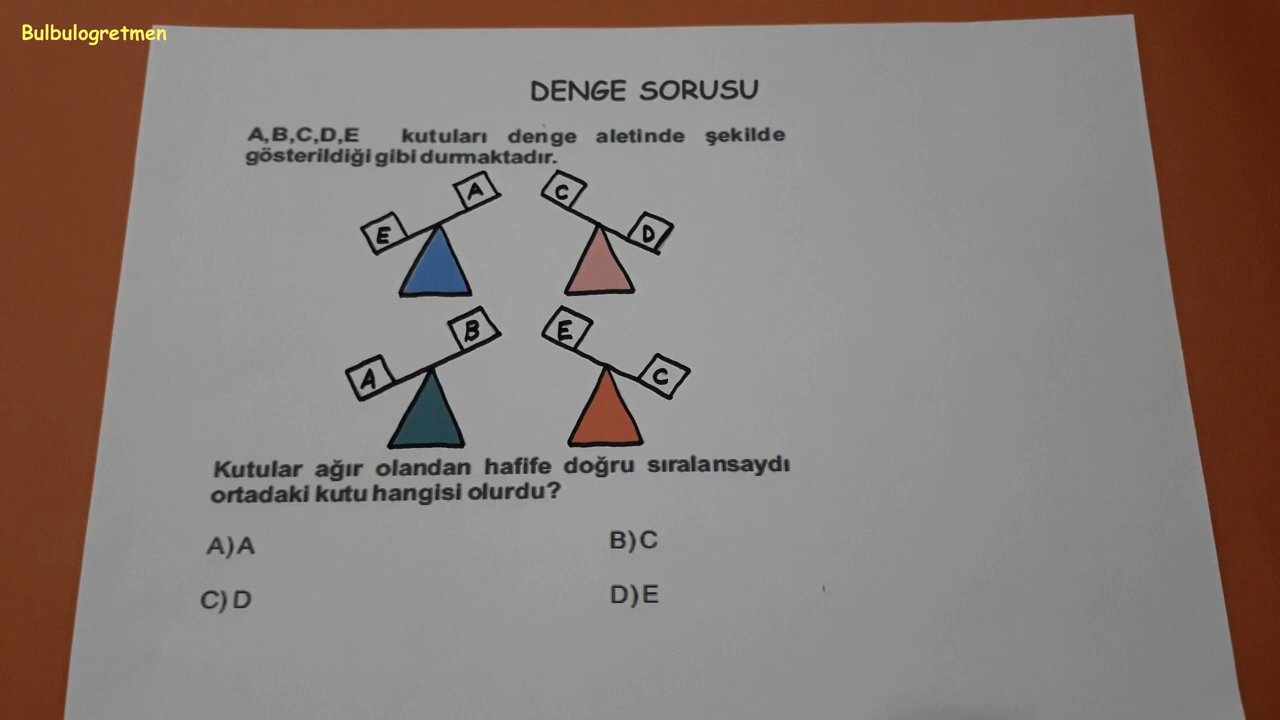 Bulbulogretmen
DENGE SORUSU
A,B,C,D,E kutuları denge aletinde şekilde
gösterildiği gibi durmaktadır.
E A C D
A B E C
Kutular ağır olandan hafife doğru sıralansaydı
ortadaki kutu hangisi olurdu?
A)A B)C
C)D D)E